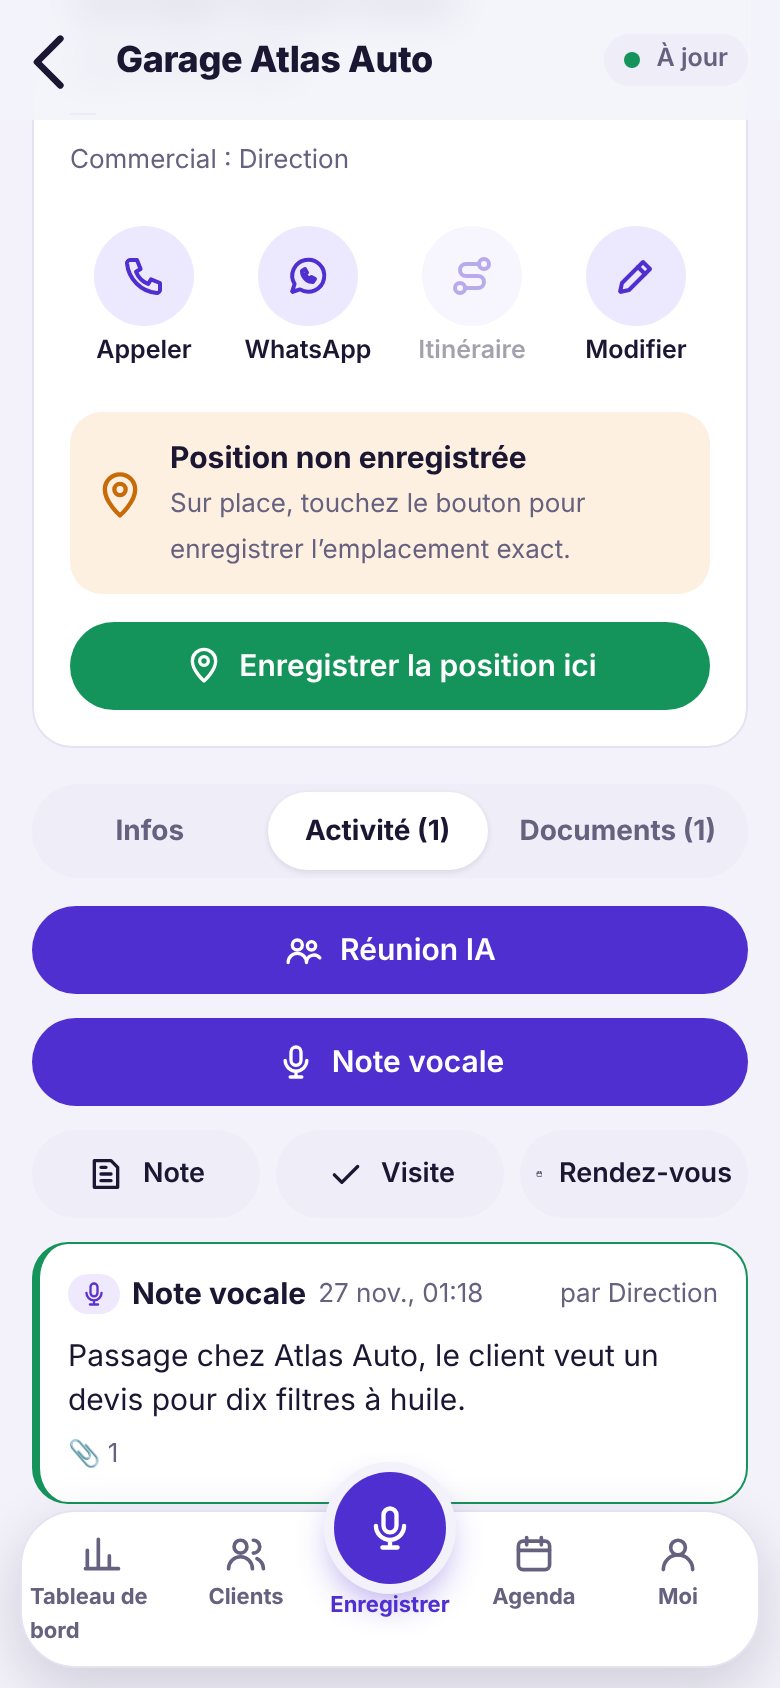 Garage Atlas Auto
À jour
Commercial : Direction
Appeler
WhatsApp
Itinéraire
Modifier
Position non enregistrée
Sur place, touchez le bouton pour
enregistrer l’emplacement exact.
Enregistrer la position ici
Infos
Activité (1)
Documents (1)
Réunion IA
Note vocale
Note
Visite
Rendez-vous
Note vocale 27 nov., 01:18 par Direction
Passage chez Atlas Auto, le client veut un
devis pour dix filtres à huile.
📎 1
Tableau de
bord
Clients
Enregistrer
Agenda
Moi